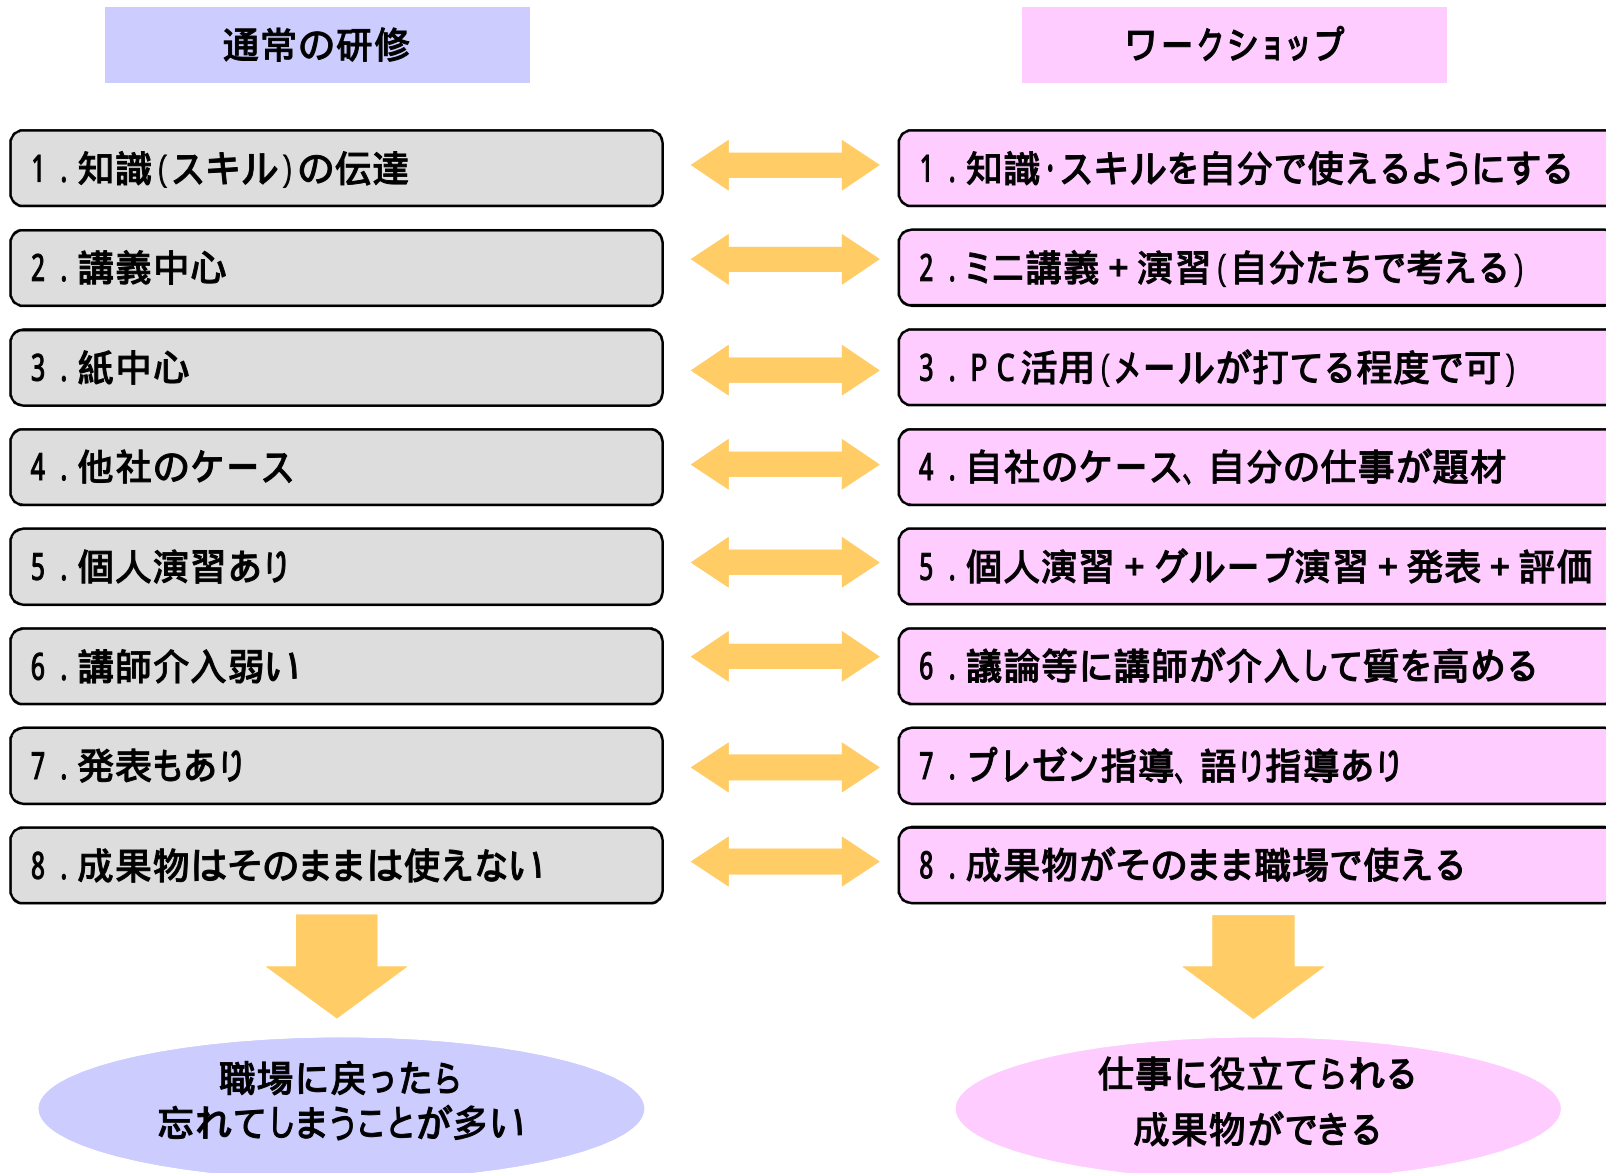 通常の研修
ワークショップ
1.知識(スキル)の伝達
1.知識・スキルを自分で使えるようにする
2.講義中心
2.ミニ講義+演習(自分たちで考える)
3.紙中心
3.PC活用(メールが打てる程度で可)
4.他社のケース
4.自社のケース、自分の仕事が題材
5.個人演習あり
5.個人演習+グループ演習+発表+評価
6.講師介入弱い
6.議論等に講師が介入して質を高める
7.発表もあり
7.プレゼン指導、語り指導あり
8.成果物はそのままは使えない
8.成果物がそのまま職場で使える
職場に戻ったら
忘れてしまうことが多い
仕事に役立てられる
成果物ができる